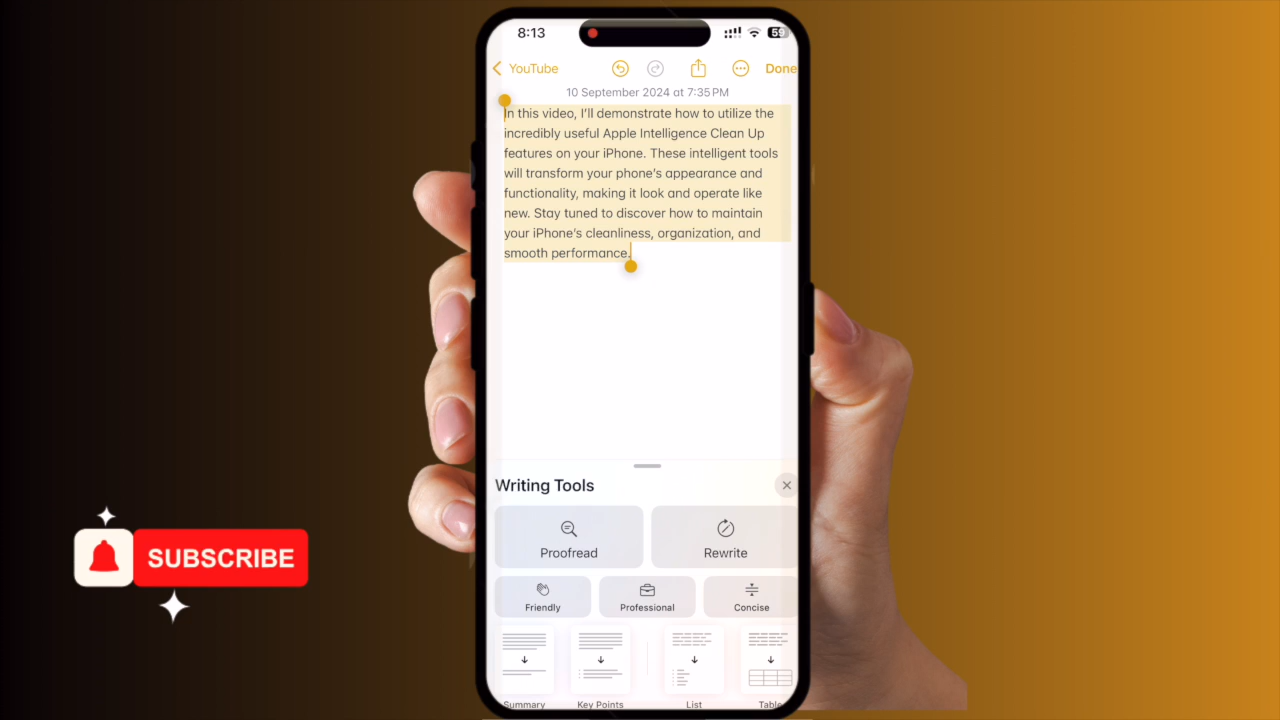 8:13
59
YouTube
Done
10 September 2024 at 7:35 PM
In this video, I'll demonstrate how to utilize the
incredibly useful Apple Intelligence Clean Up
features on your iPhone. These intelligent tools
will transform your phone's appearance and
functionality, making it look and operate like
new. Stay tuned to discover how to maintain
your iPhone's cleanliness, organization, and
smooth performance.
Writing Tools
Proofread
Rewrite
SUBSCRIBE
Friendly
Professional
Concise
Summary
Key Points
List
Table